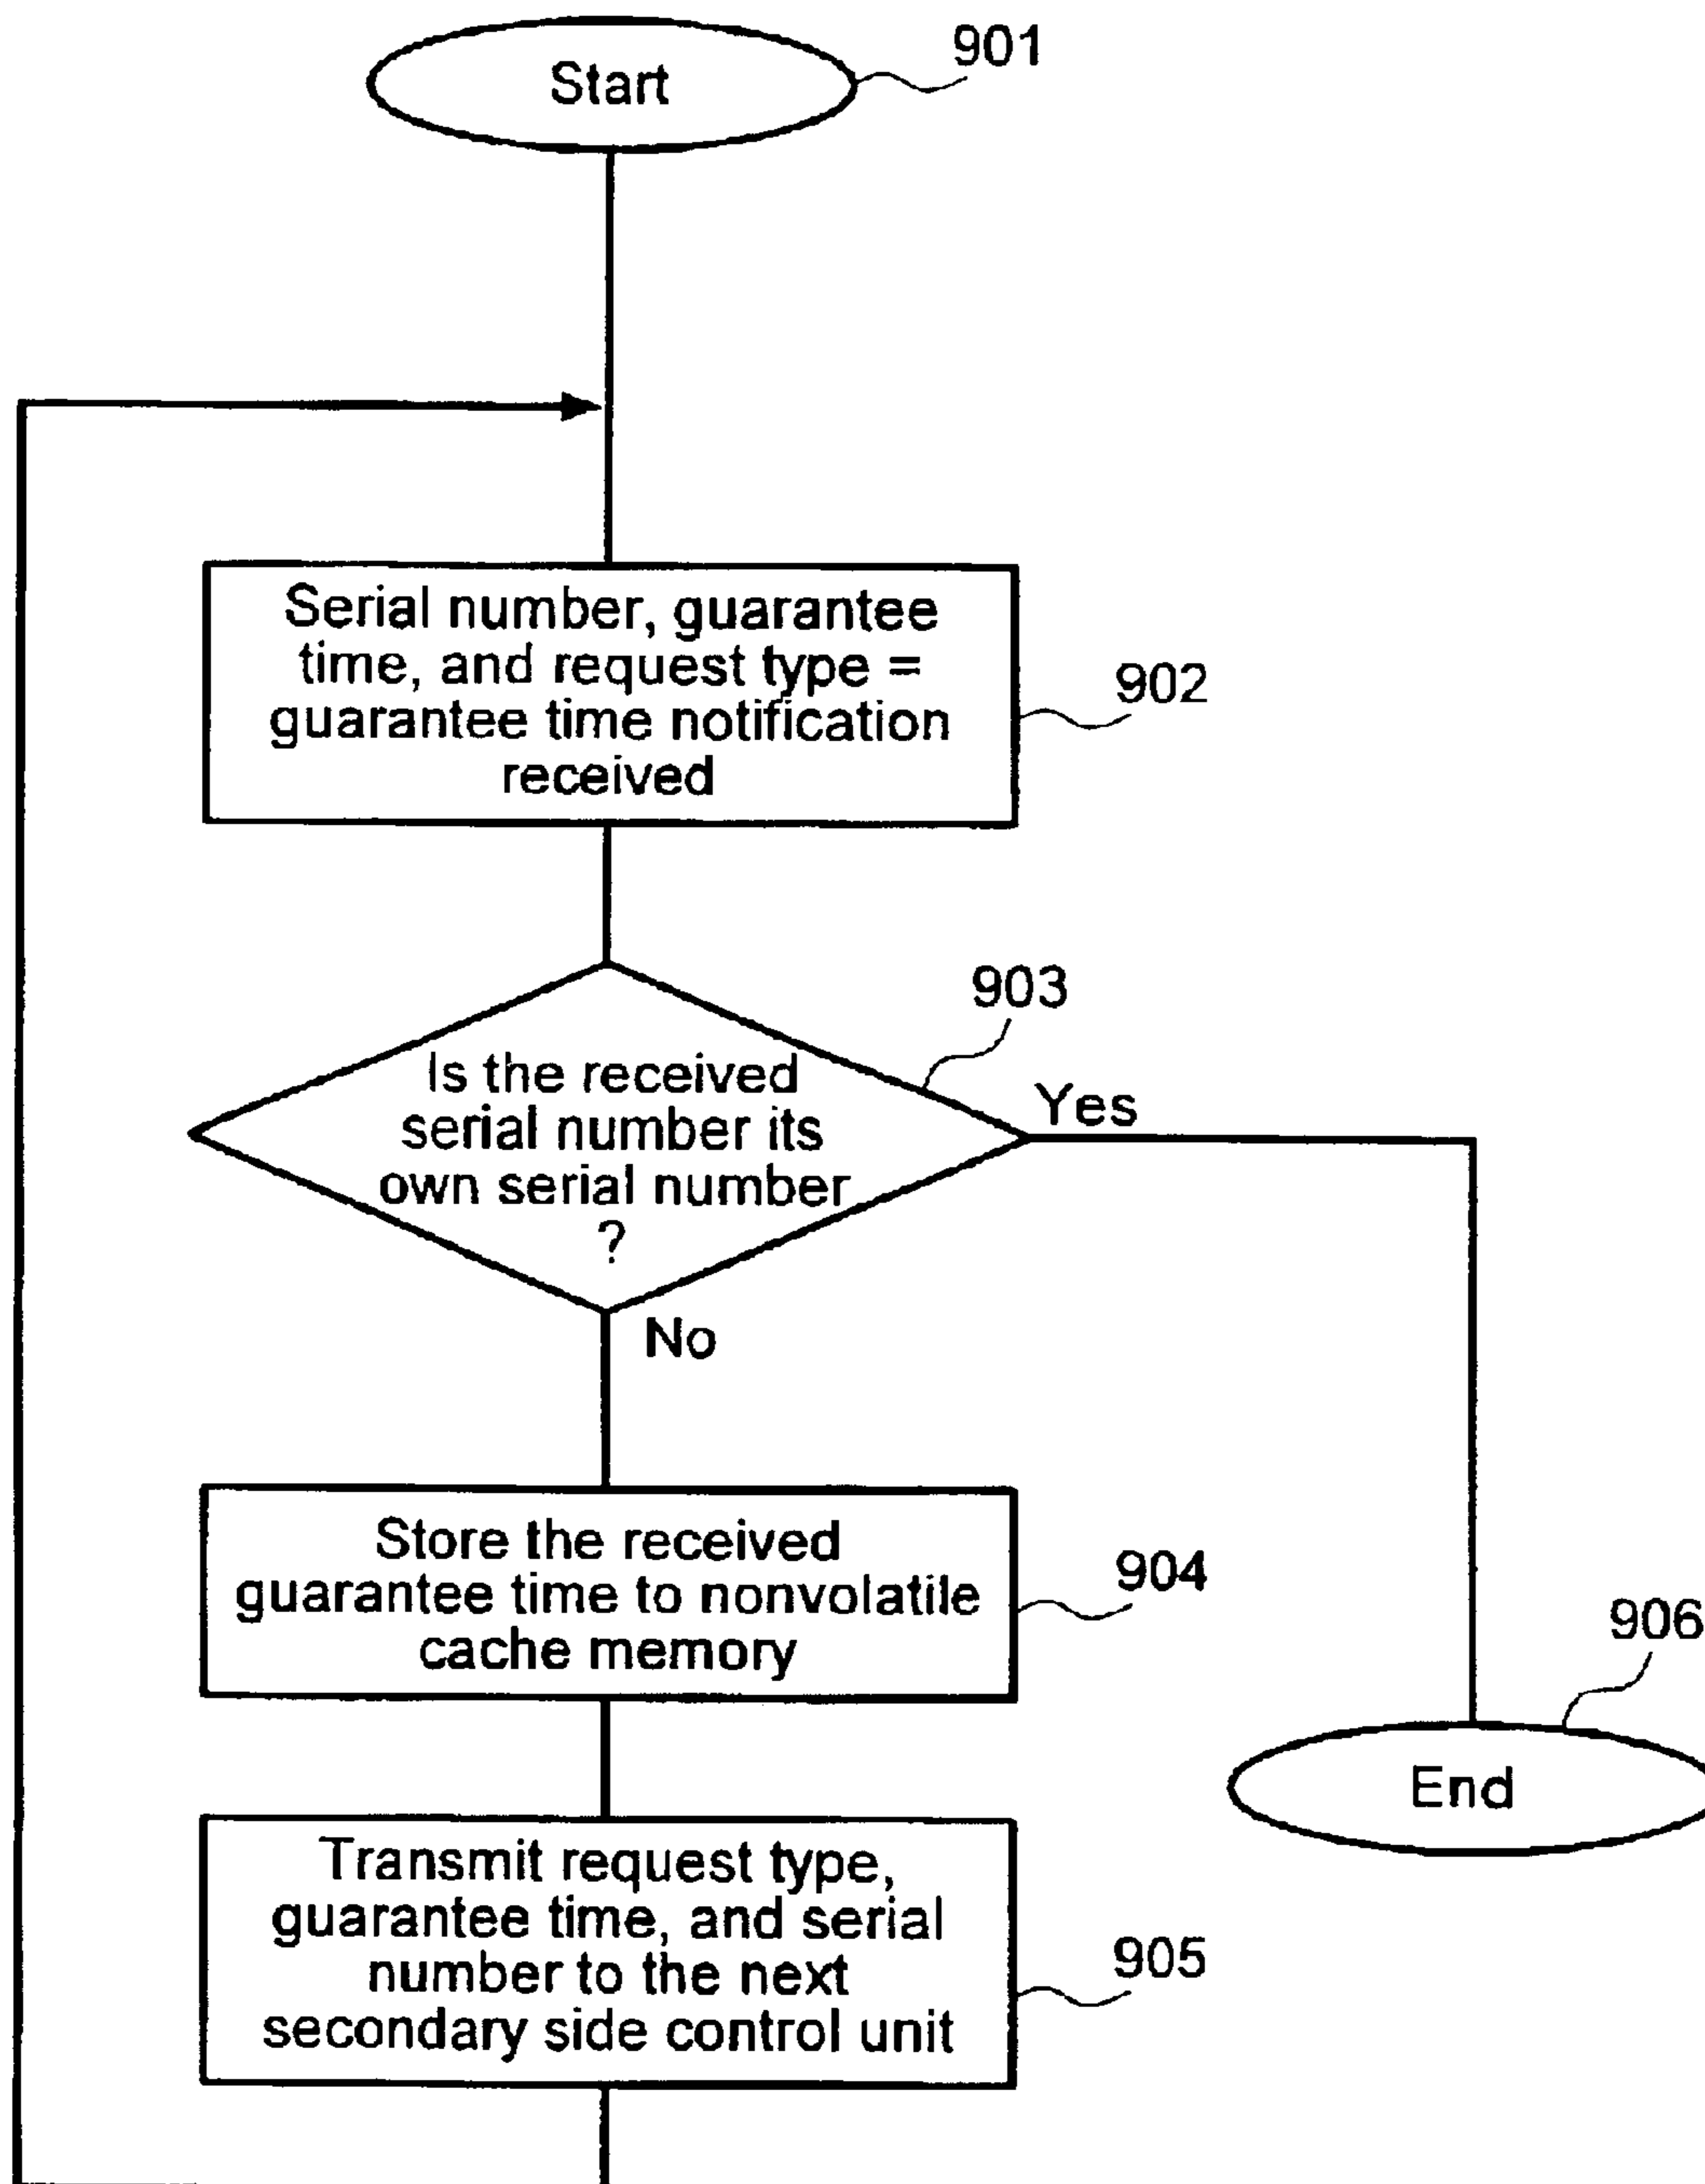 Start
901
Serial number, guarantee
time, and request type =
guarantee time notification
received
902
903
Is the received
serial number its
own serial number
?
Yes
No
Store the received
guarantee time to nonvolatile
cache memory
904
906
End
Transmit request type,
guarantee time, and serial
number to the next
secondary side control unit
905